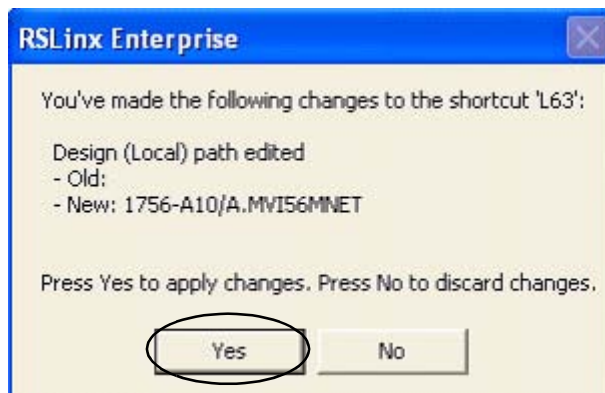 RSLinx Enterprise
You've made the following changes to the shortcut 'L63':
Design (Local) path edited
- Old:
- New: 1756-A10/A.MVI56MNET
Press Yes to apply changes. Press No to discard changes.
Yes
No